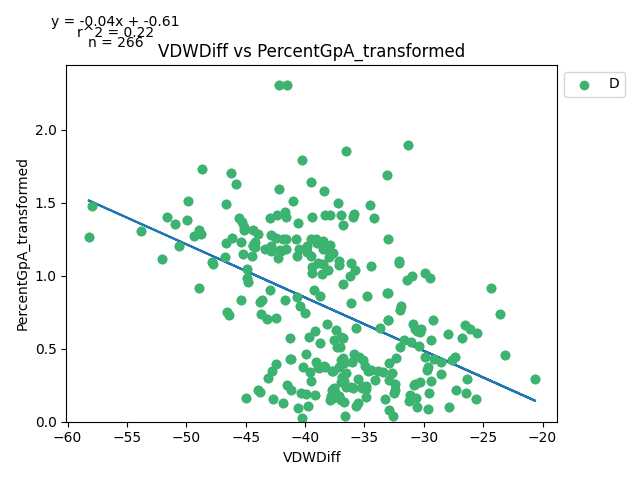 y = -0.04x + -0.61
r^2 = 0.22
n = 266
VDWDiff vs PercentGpA_transformed
D
PercentGpA_transformed
2.0
1.5
1.0
0.5
0.0
−60 −55 −50 −45 −40 −35 −30 −25 −20
VDWDiff